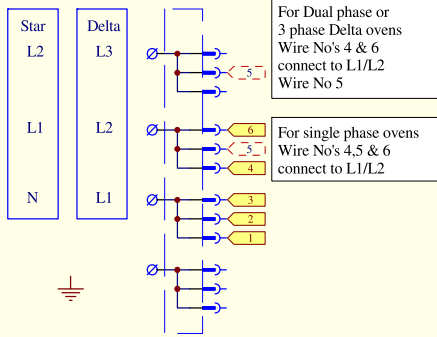 Star Delta
L2 L3
L1 L2
N L1
5
6
5
4
3
2
1
For Dual phase or
3 phase Delta ovens
Wire No's 4 & 6
connect to L1/L2
Wire No 5
For single phase ovens
Wire No's 4,5 & 6
connect to L1/L2